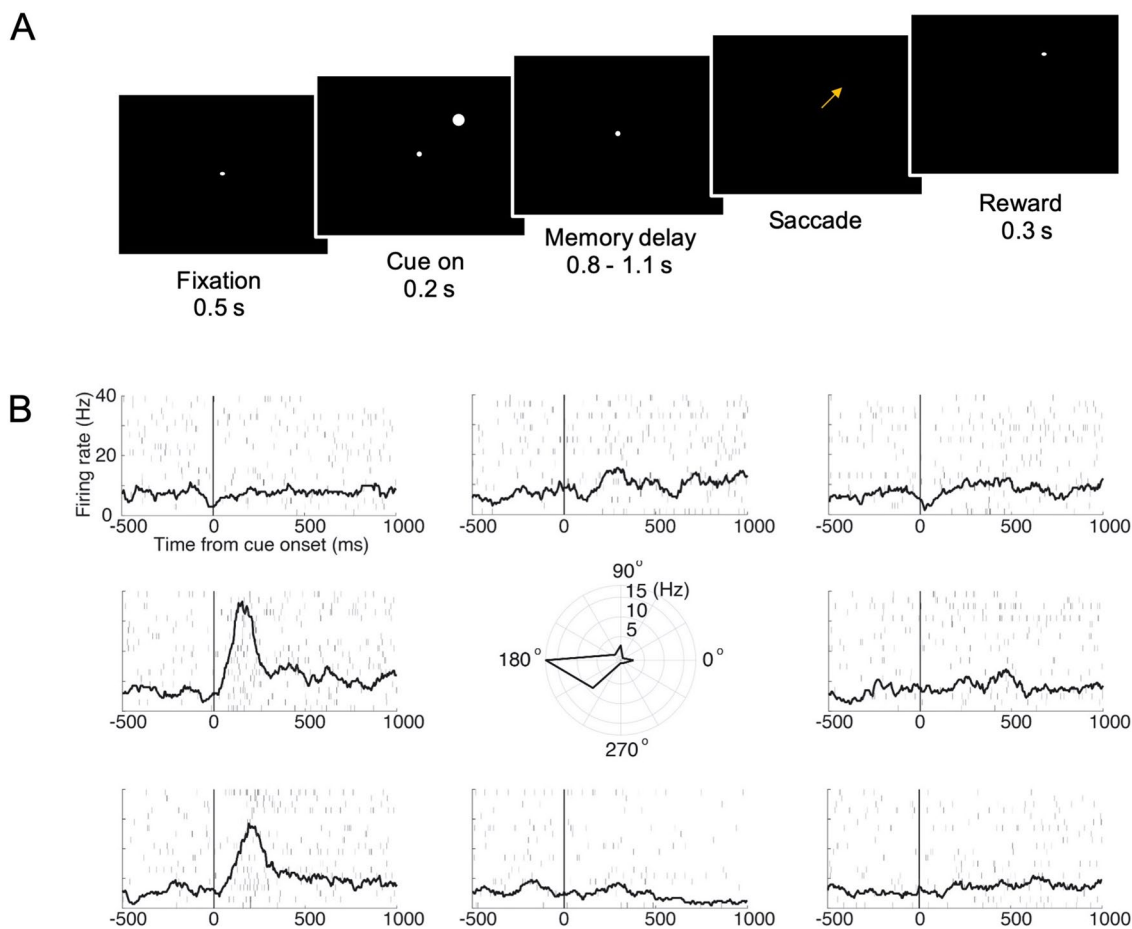 A
Fixation
0.5 s
Cue on
0.2 s
Memory delay
0.8 - 1.1 s
Saccade
Reward
0.3 s
B
Firing rate (Hz)
40
20
0
-500 0 500 1000
Time from cue onset (ms)
-500 0 500 1000
-500 0 500 1000
-500 0 500 1000
90°
15 (Hz)
10
5
180°
0°
270°
-500 0 500 1000
-500 0 500 1000
-500 0 500 1000
-500 0 500 1000